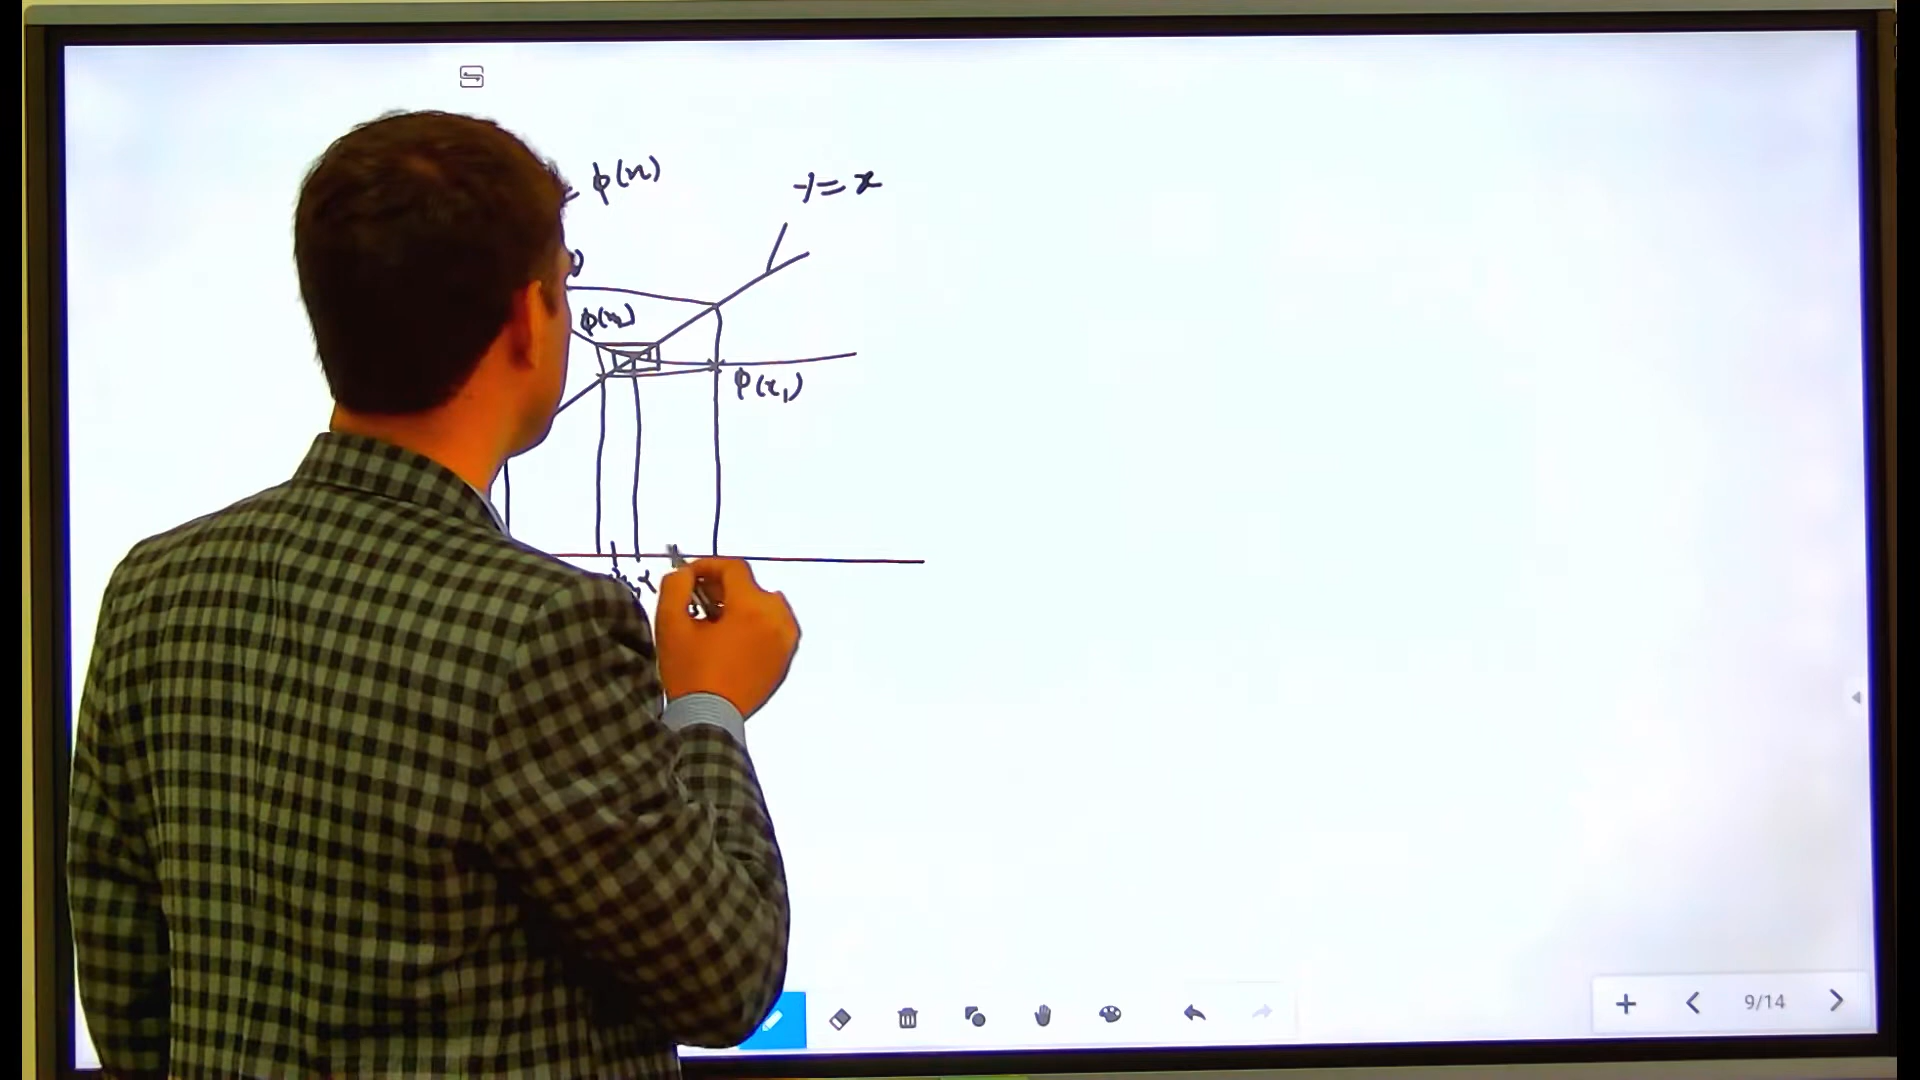 = φ(x)
y = x
φ(x₂)
φ(x₁)
9/14